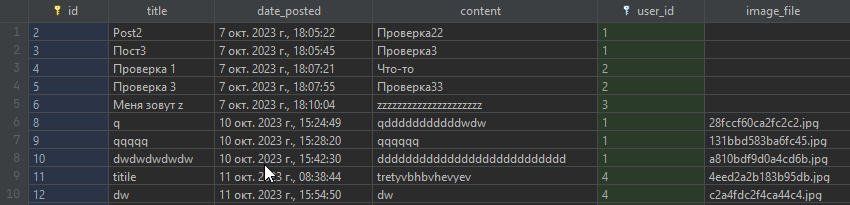 id title date_posted content user_id image_file
1 2 Post2 7 окт. 2023 г., 18:05:22 Проверка22 1
2 3 Пост3 7 окт. 2023 г., 18:05:45 Проверка3 1
3 4 Проверка 1 7 окт. 2023 г., 18:07:21 Что-то 2
4 5 Проверка 3 7 окт. 2023 г., 18:07:55 Проверка33 2
5 6 Меня зовут z 7 окт. 2023 г., 18:10:04 zzzzzzzzzzzzzzzzzzzzz 3
6 8 q 10 окт. 2023 г., 15:24:49 qdddddddddddwdw 1 28fccf60ca2fc2c2.jpg
7 9 qqqqq 10 окт. 2023 г., 15:28:20 qqqqqq 1 131bbd583ba6fc45.jpg
8 10 dwdwdwdwdw 10 окт. 2023 г., 15:42:30 dddddddddddddddddddddddddddd 1 a810bdf9d0a4cd6b.jpg
9 11 titile 11 окт. 2023 г., 08:38:44 tretyvbhbvhevyev 4 4eed2a2b183b95db.jpg
10 12 dw 11 окт. 2023 г., 15:54:50 dw 4 c2a4fdc2f4ca44c4.jpg